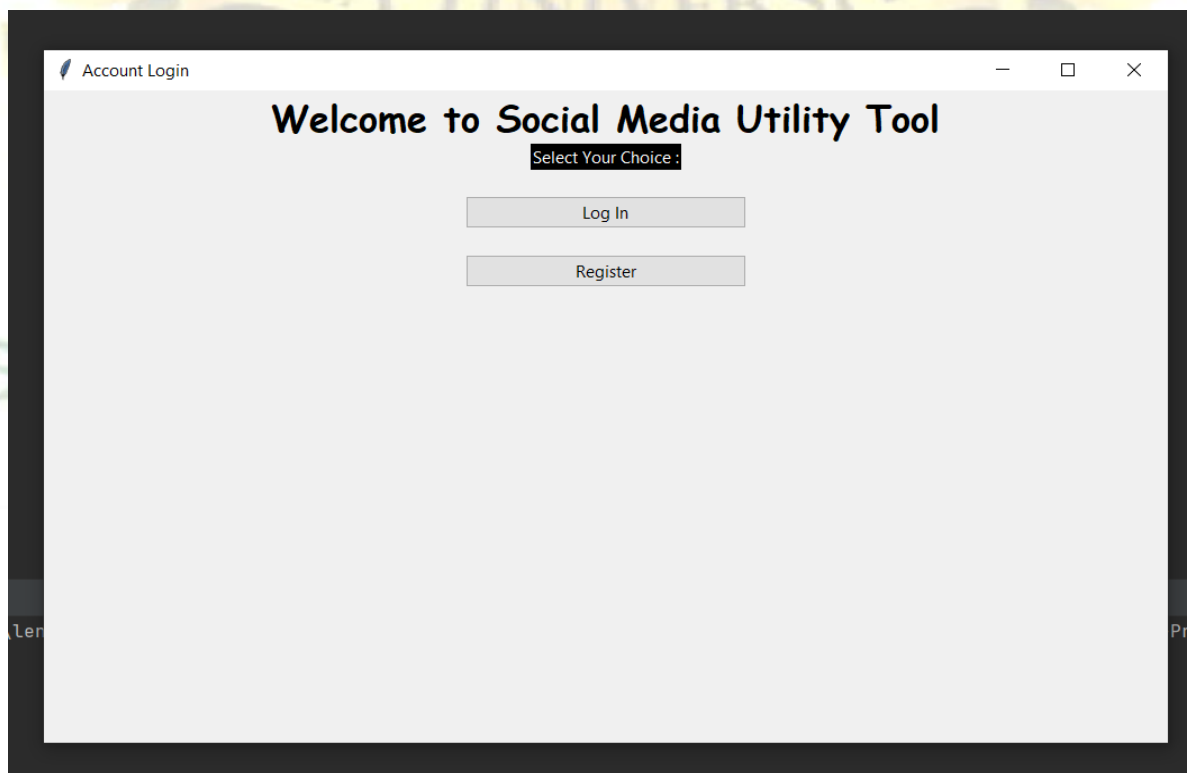 Account Login
Welcome to Social Media Utility Tool
Select Your Choice :
Log In
Register